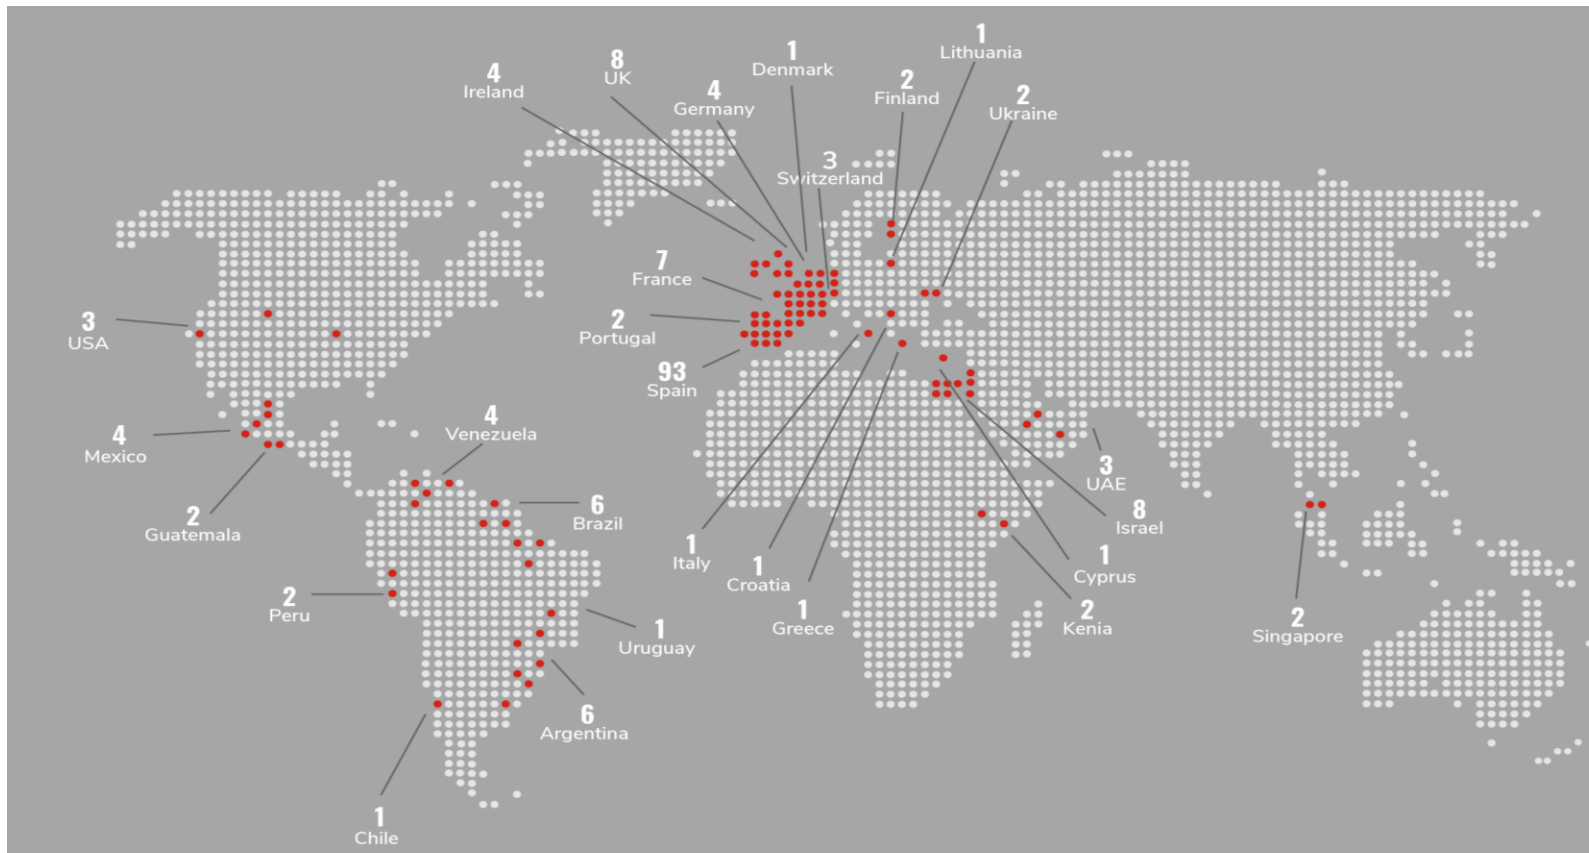 1
Lithuania
1
Denmark
8
UK
4
Ireland
4
Germany
2
Finland
2
Ukraine
3
Switzerland
7
France
3
USA
2
Portugal
93
Spain
4
Mexico
4
Venezuela
3
UAE
2
Guatemala
6
Brazil
8
Israel
1
Italy
1
Croatia
1
Cyprus
2
Peru
1
Greece
2
Kenia
2
Singapore
1
Uruguay
6
Argentina
1
Chile